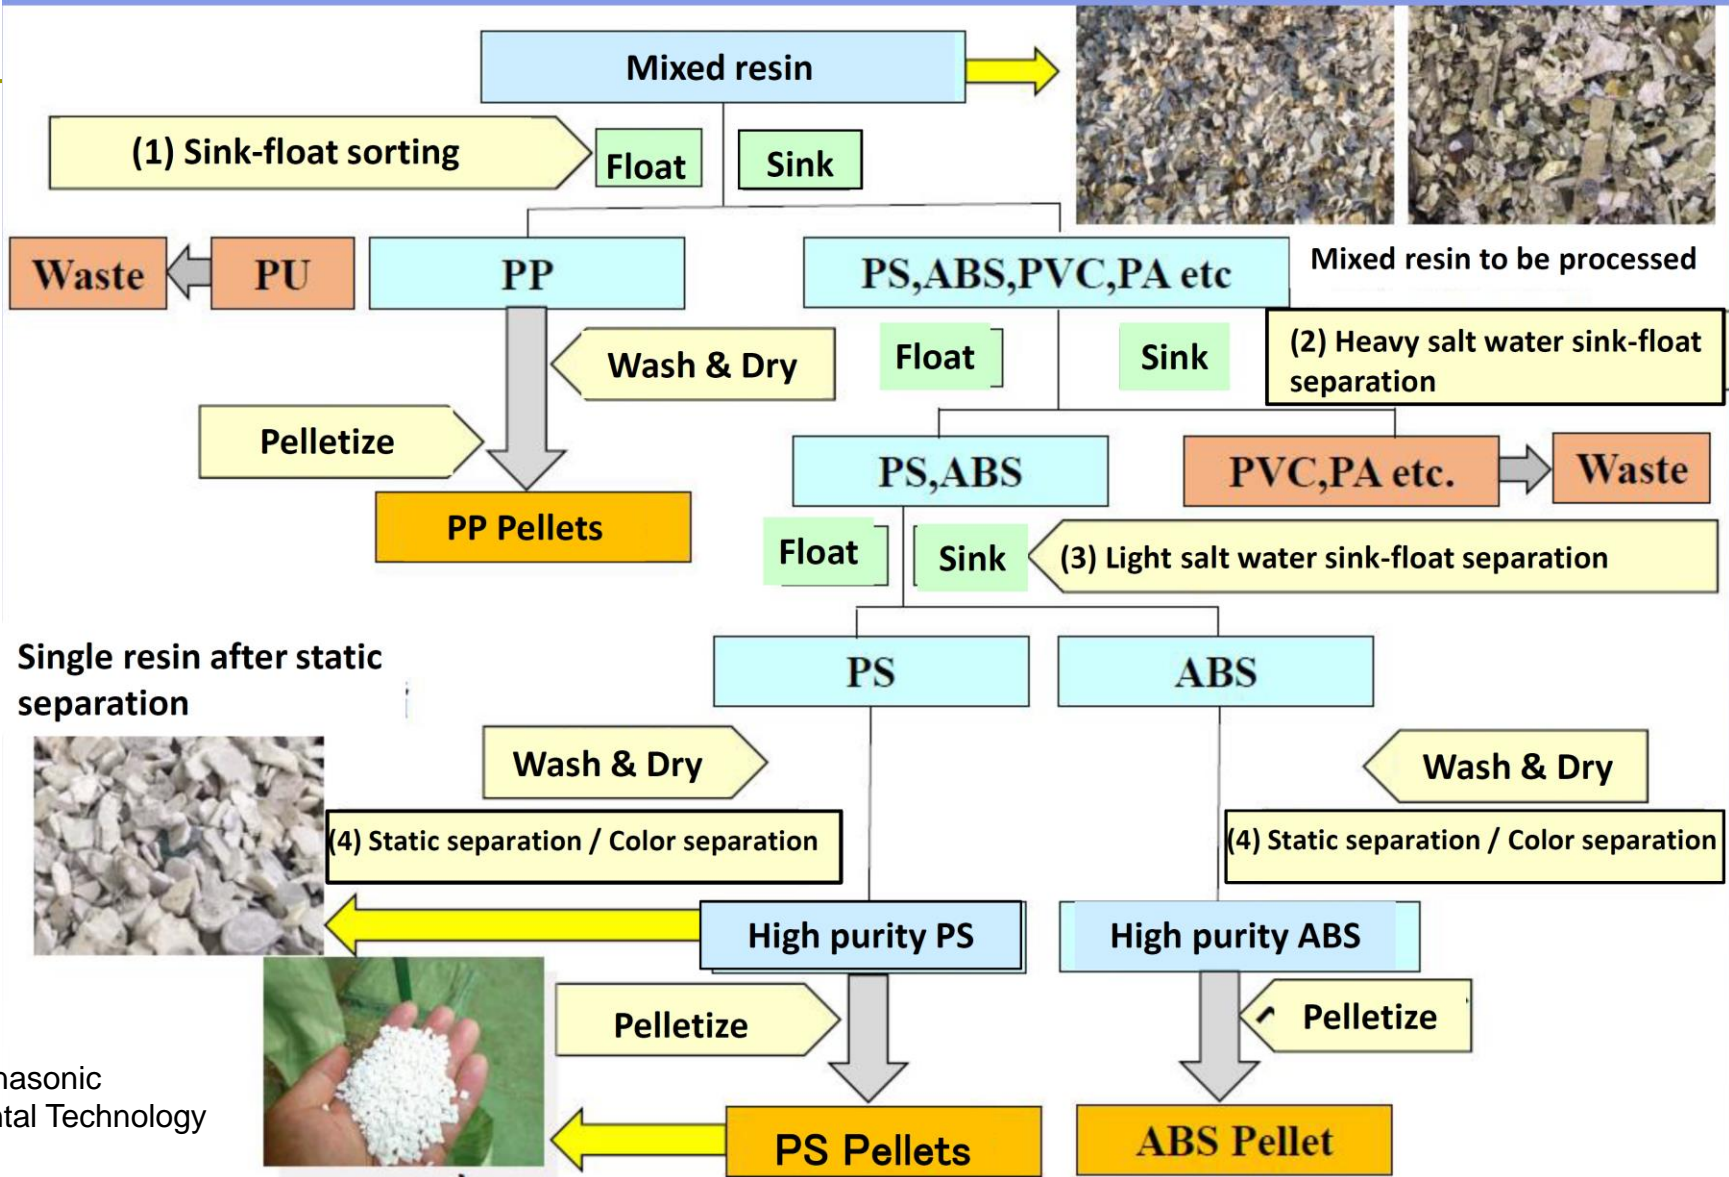 Mixed resin
(1) Sink-float sorting
Float
Sink
Waste
PU
PP
PS,ABS,PVC,PA etc
Mixed resin to be processed
Wash & Dry
Float
Sink
(2) Heavy salt water sink-float
separation
Pelletize
PS,ABS
PVC,PA etc.
Waste
PP Pellets
Float
Sink
(3) Light salt water sink-float separation
Single resin after static
separation
PS
ABS
Wash & Dry
Wash & Dry
(4) Static separation / Color separation
(4) Static separation / Color separation
High purity PS
High purity ABS
Pelletize
Pelletize
nasonic
ntal Technology
PS Pellets
ABS Pellet